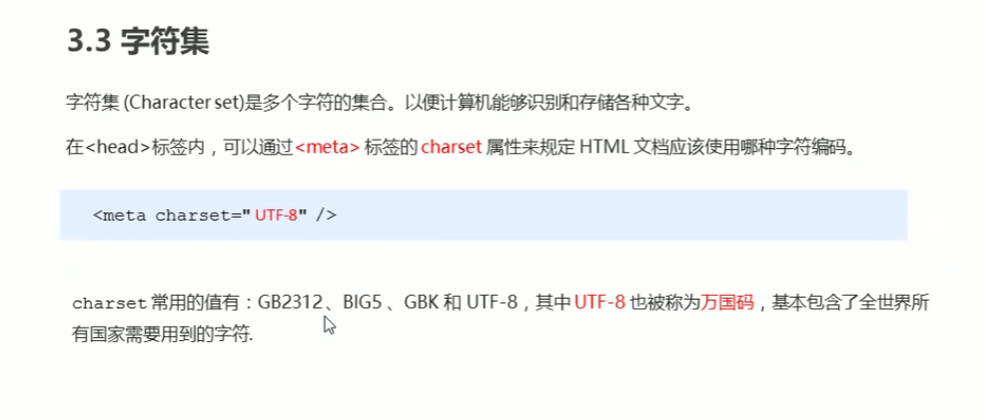 3.3 字符集
字符集 (Character set)是多个字符的集合。以便计算机能够识别和存储各种文字。
在<head>标签内，可以通过<meta> 标签的 charset 属性来规定 HTML 文档应该使用哪种字符编码。
<meta charset=" UTF-8" />
charset 常用的值有：GB2312、BIG5 、GBK 和 UTF-8，其中 UTF-8 也被称为万国码，基本包含了全世界所
有国家需要用到的字符.